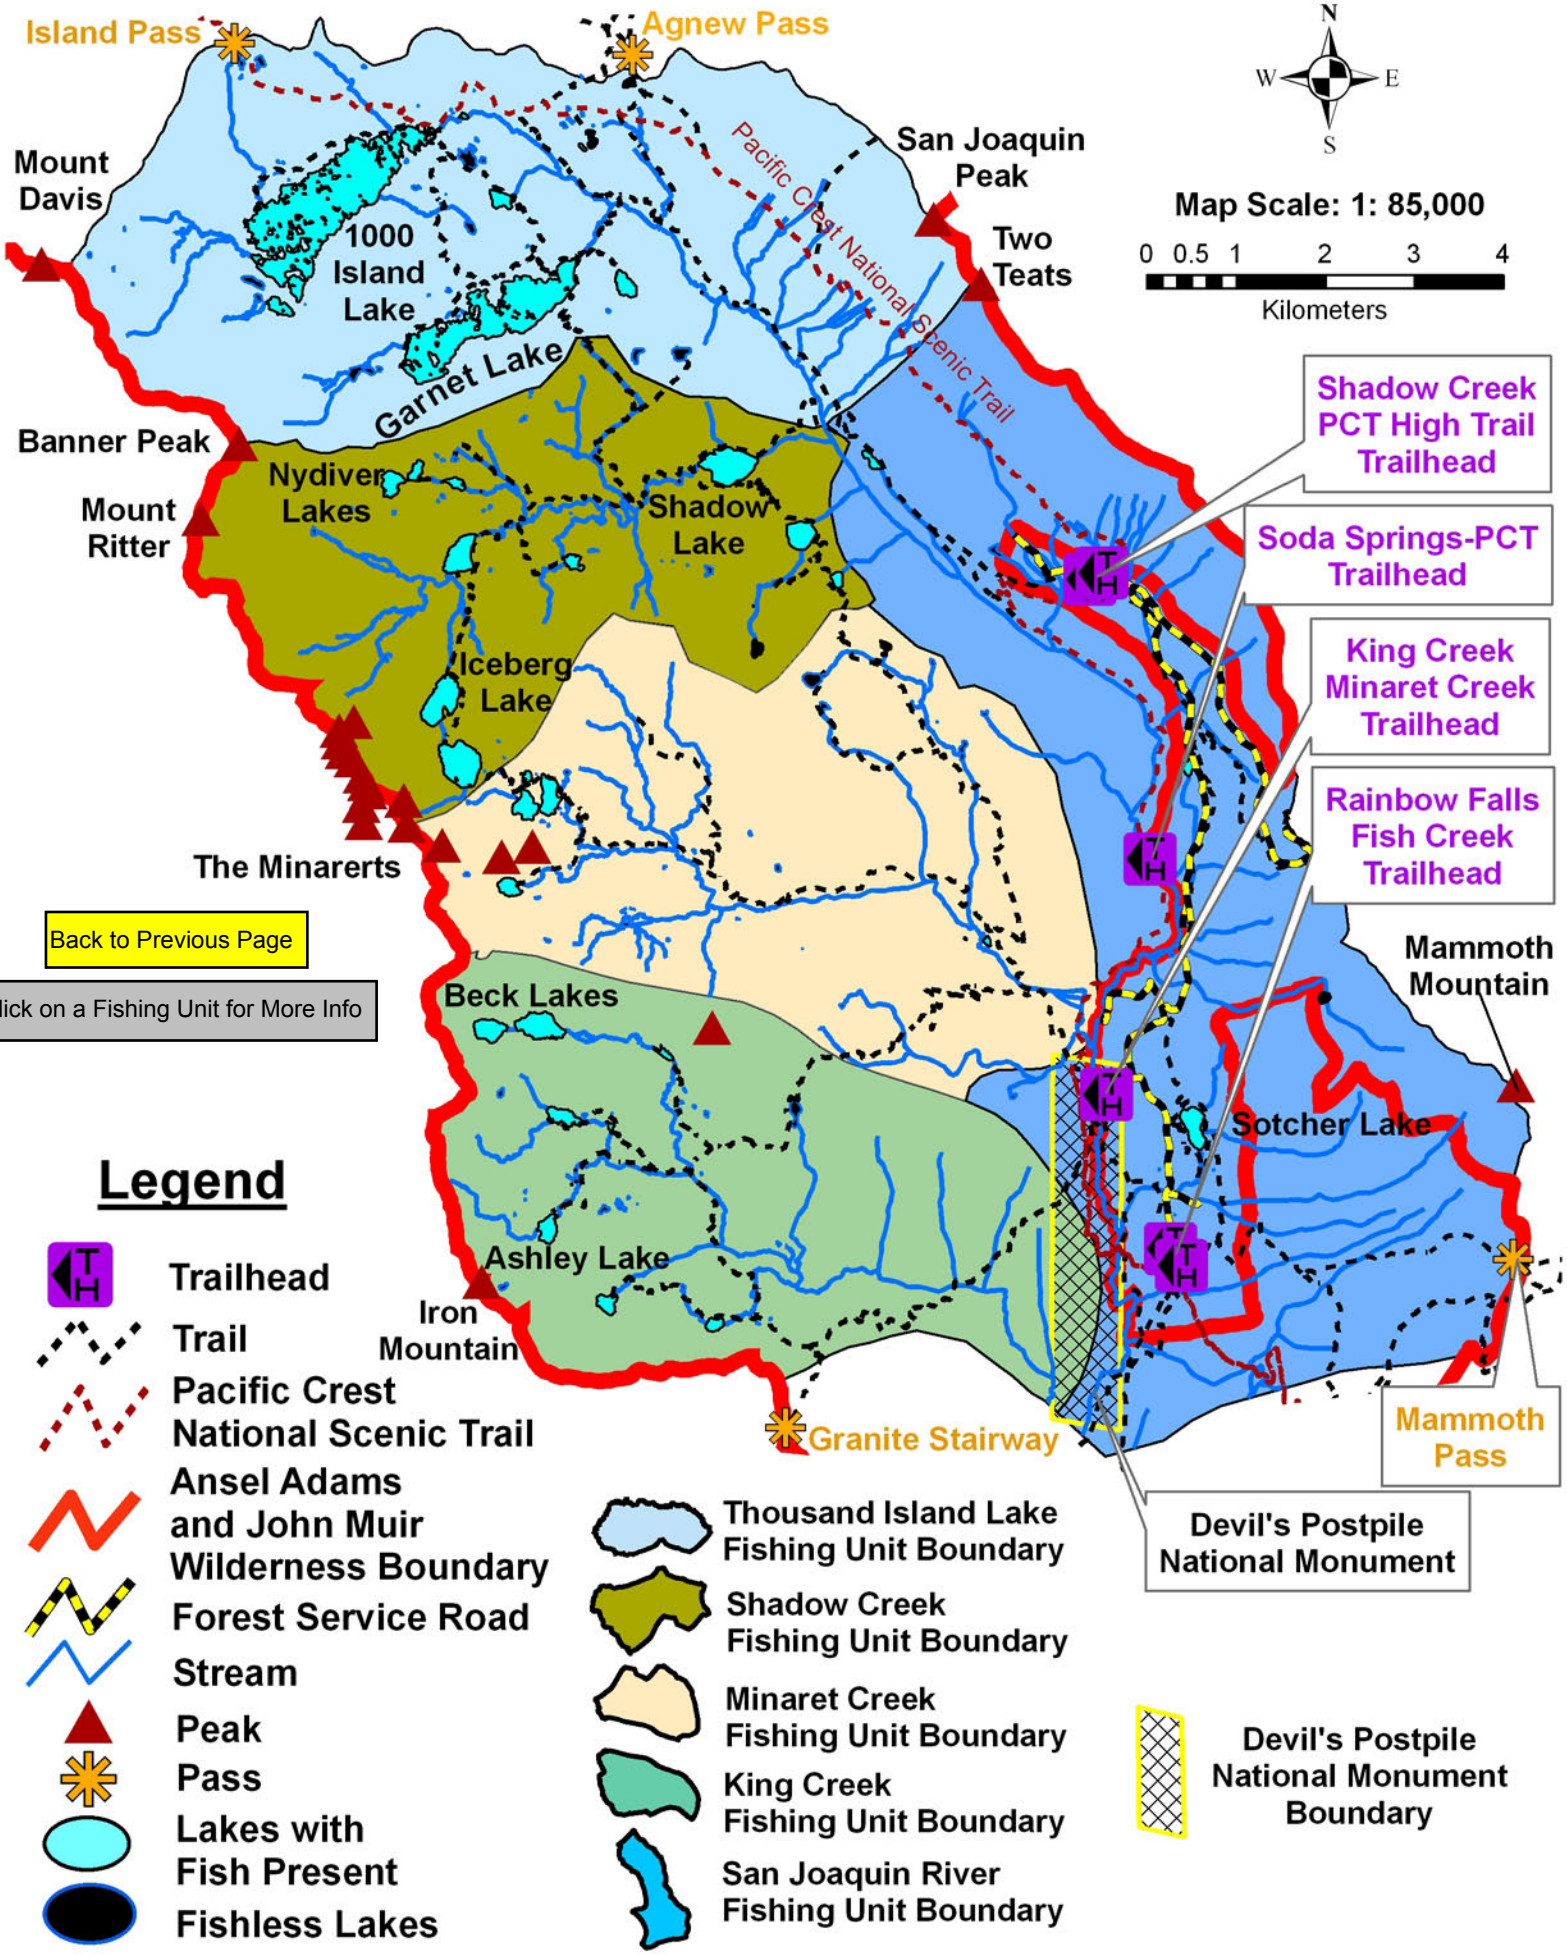 Island Pass
Agnew Pass
N
W
E
S
San Joaquin
Peak
Mount
Davis
Map Scale: 1: 85,000
0 0.5 1 2 3 4
Kilometers
Two
Teats
Pacific Crest National Scenic Trail
1000
Island
Lake
Garnet Lake
Shadow Creek
PCT High Trail
Trailhead
Banner Peak
Nydiver
Lakes
Mount
Ritter
Shadow
Lake
Soda Springs-PCT
Trailhead
TH
King Creek
Minaret Creek
Trailhead
Iceberg
Lake
Rainbow Falls
Fish Creek
Trailhead
TH
The Minarerts
Back to Previous Page
lick on a Fishing Unit for More Info
Mammoth
Mountain
Beck Lakes
TH
Sotcher Lake
Legend
Ashley Lake
T
TH
TH
Trailhead
Iron
Mountain
Trail
Pacific Crest
National Scenic Trail
Granite Stairway
Mammoth
Pass
Ansel Adams
and John Muir
Wilderness Boundary
Forest Service Road
Stream
Peak
Pass
Lakes with
Fish Present
Fishless Lakes
Thousand Island Lake
Fishing Unit Boundary
Shadow Creek
Fishing Unit Boundary
Minaret Creek
Fishing Unit Boundary
King Creek
Fishing Unit Boundary
San Joaquin River
Fishing Unit Boundary
Devil's Postpile
National Monument
Devil's Postpile
National Monument
Boundary